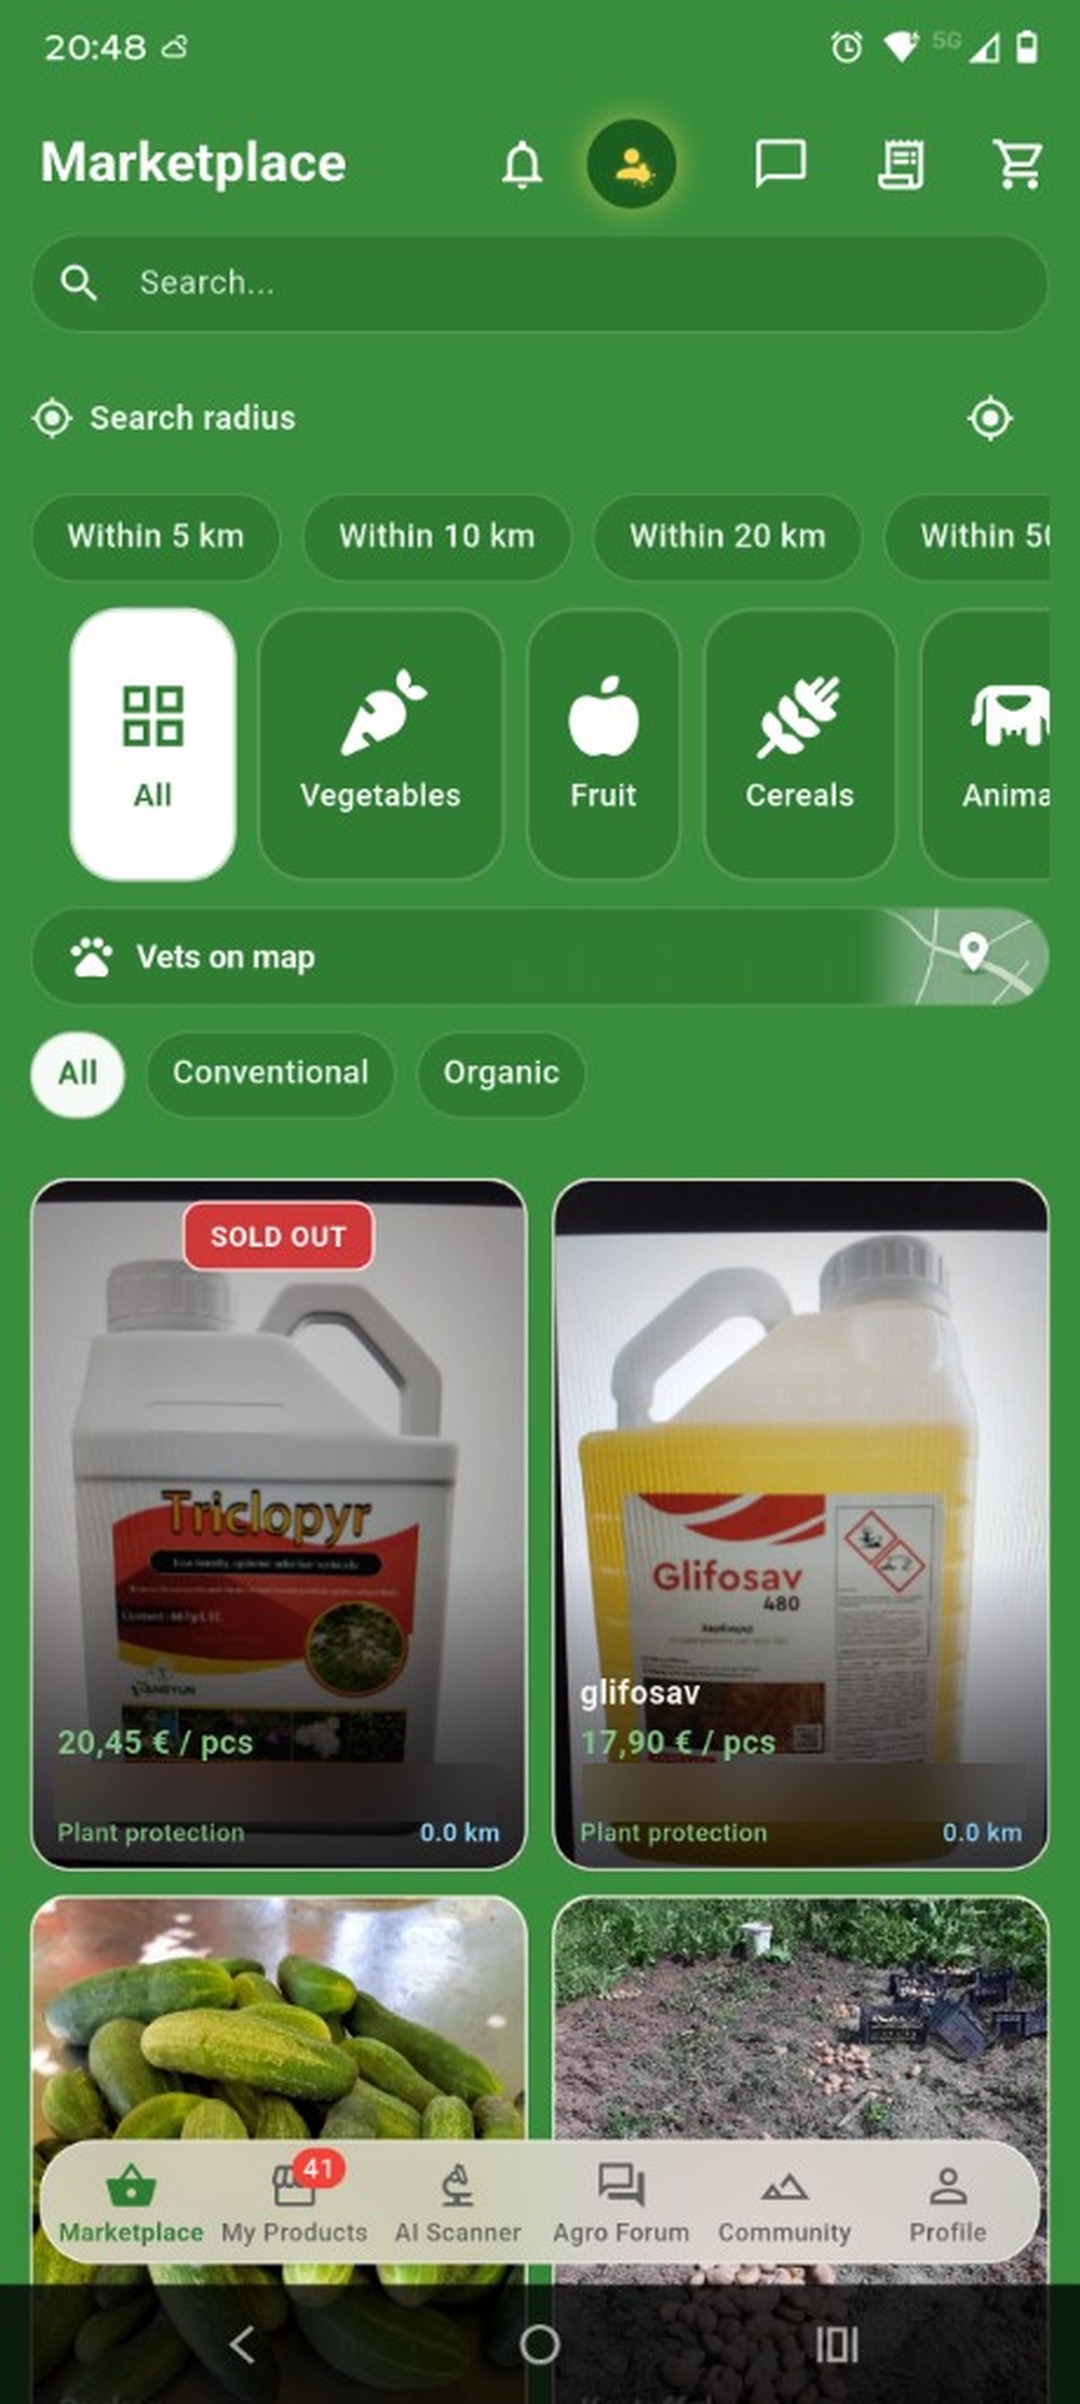 20:48
5G
Marketplace
Search...
Search radius
Within 5 km
Within 10 km
Within 20 km
Within 50
All
Vegetables
Fruit
Cereals
Anima
Vets on map
All
Conventional
Organic
SOLD OUT
Triclopyr
20,45 € / pcs
Plant protection
0.0 km
Glifosav
480
glifosav
17,90 € / pcs
Plant protection
0.0 km
41
Marketplace
My Products
AI Scanner
Agro Forum
Community
Profile